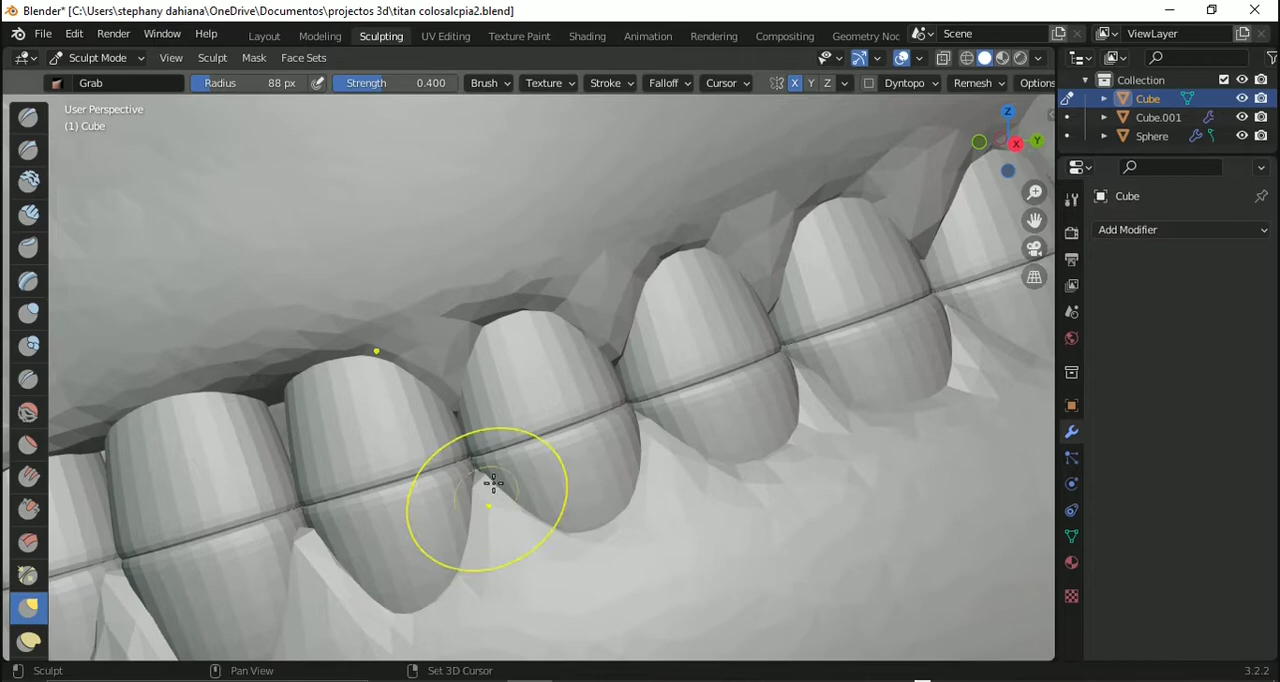 Blender* [C:\Users\stephany dahiana\OneDrive\Documentos\projectos 3d\titan colosalcpia2.blend]
File Edit Render Window Help Layout Modeling Sculpting UV Editing Texture Paint Shading Animation Rendering Compositing Geometry Noc Scene ViewLayer
Sculpt Mode View Sculpt Mask Face Sets
Grab Radius 88 px Strength 0.400 Brush Texture Stroke Falloff Cursor X Y Z Dyntopo Remesh Options
User Perspective
(1) Cube
Z
X
Y
Collection
Cube
Cube.001
Sphere
Cube
Add Modifier
Sculpt Pan View Set 3D Cursor 3.2.2